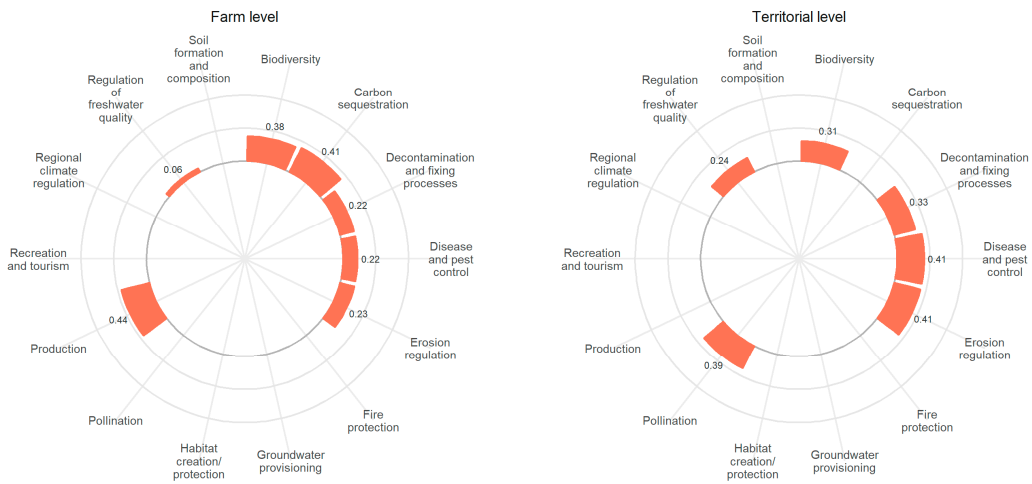 Farm level
Soil
formation
and
composition
Biodiversity
Carbon
sequestration
Decontamination
and fixing
processes
Disease
and pest
control
Erosion
regulation
Fire
protection
Groundwater
provisioning
Habitat
creation/
protection
Pollination
Production
Recreation
and tourism
Regional
climate
regulation
Regulation
of
freshwater
quality
0.38
0.41
0.22
0.22
0.23
0.44
0.06
Territorial level
Soil
formation
and
composition
Biodiversity
Carbon
sequestration
Decontamination
and fixing
processes
Disease
and pest
control
Erosion
regulation
Fire
protection
Groundwater
provisioning
Habitat
creation/
protection
Pollination
Production
Recreation
and tourism
Regional
climate
regulation
Regulation
of
freshwater
quality
0.31
0.33
0.41
0.41
0.39
0.24